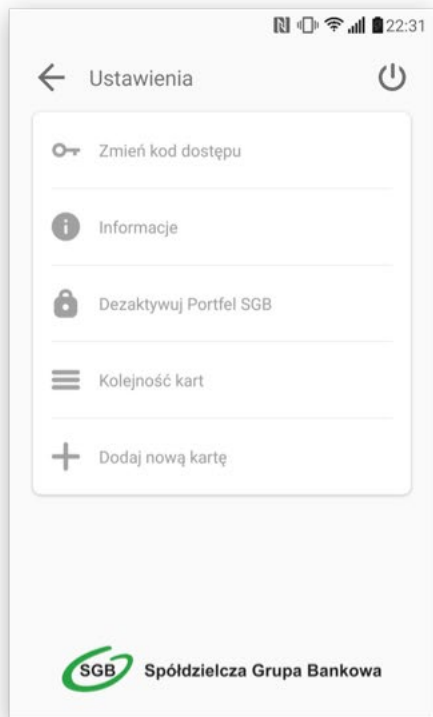 22:31
Ustawienia
Zmień kod dostępu
Informacje
Dezaktywuj Portfel SGB
Kolejność kart
Dodaj nową kartę
SGB Spółdzielcza Grupa Bankowa